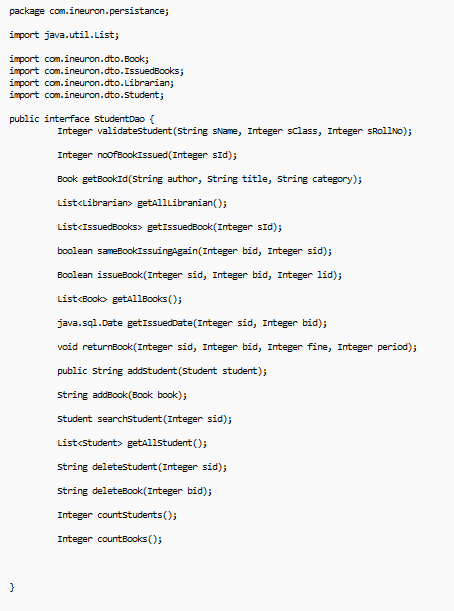 package com.ineuron.persistance;
import java.util.List;
import com.ineuron.dto.Book;
import com.ineuron.dto.IssuedBooks;
import com.ineuron.dto.Librarian;
import com.ineuron.dto.Student;
public interface StudentDao {
Integer validateStudent(String sName, Integer sClass, Integer sRollNo);
Integer noOfBookIssued(Integer sId);
Book getBookId(String author, String title, String category);
List<Librarian> getAllLibranian();
List<IssuedBooks> getIssuedBook(Integer sId);
boolean sameBookIssuingAgain(Integer bid, Integer sid);
Boolean issueBook(Integer sid, Integer bid, Integer lid);
List<Book> getAllBooks();
java.sql.Date getIssuedDate(Integer sid, Integer bid);
void returnBook(Integer sid, Integer bid, Integer fine, Integer period);
public String addStudent(Student student);
String addBook(Book book);
Student searchStudent(Integer sid);
List<Student> getAllStudent();
String deleteStudent(Integer sid);
String deleteBook(Integer bid);
Integer countStudents();
Integer countBooks();
}